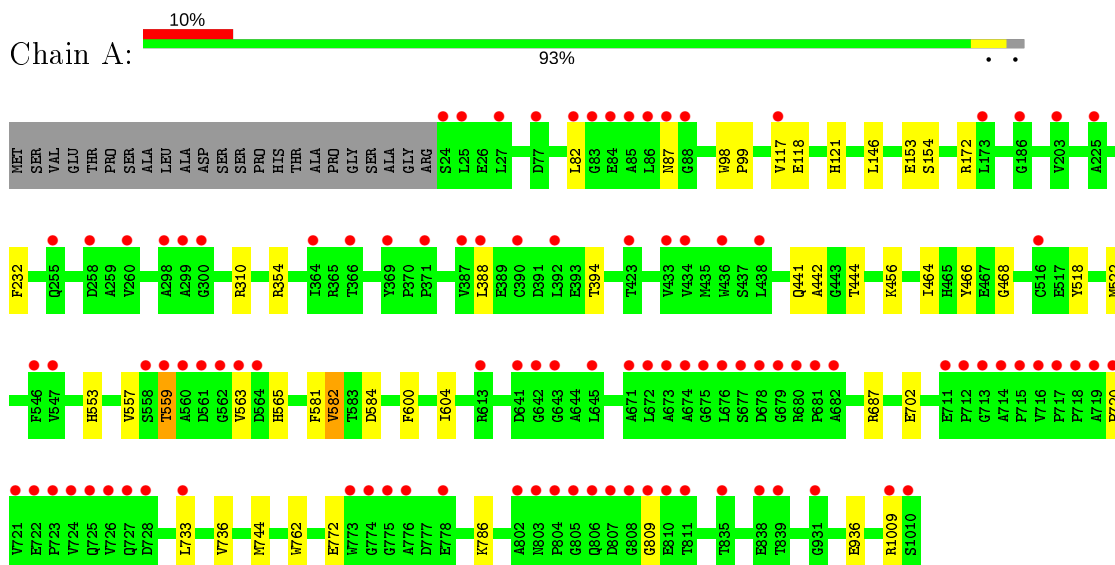 10%
Chain A:
93%
MET SER VAL GLU THR PRO SER ALA LEU ALA ASP SER SER PRO HIS THR ALA PRO GLY SER ALA GLY ARG S24 L25 E26 L27 D77 L82 G83 E84 A85 L86 N87 G88 W98 P99 V117 E118 H121 L146 E153 S154 R172 L173 G186 V203 A225
F232 Q255 D258 A259 V260 A298 A299 G300 R310 R354 I364 R365 T366 Y369 P370 P371 V387 L388 E389 C390 D391 L392 E393 T394 T423 V433 V434 M435 W436 S437 L438 Q441 A442 G443 T444 K456 I464 H465 Y466 E467 G468 C516 E517 Y518 M522
F546 V547 H553 V557 S558 T559 A560 D561 G562 V563 D564 H565 F581 V582 T583 D584 F600 I604 R613 D641 G642 G643 A644 L645 A671 L672 A673 A674 G675 L676 S677 D678 G679 R680 P681 A682 R687 E702 E711 P712 G713 A714 P715 V716 P717 P718 A719
V721 E722 P723 V724 Q725 V726 Q727 D728 L733 V736 M744 W762 E772 W773 G774 G775 A776 D777 E778 K786 A802 N803 P804 G805 Q806 D807 G808 G809 E810 T811 T835 E838 T839 G931 E936 R1009 S1010